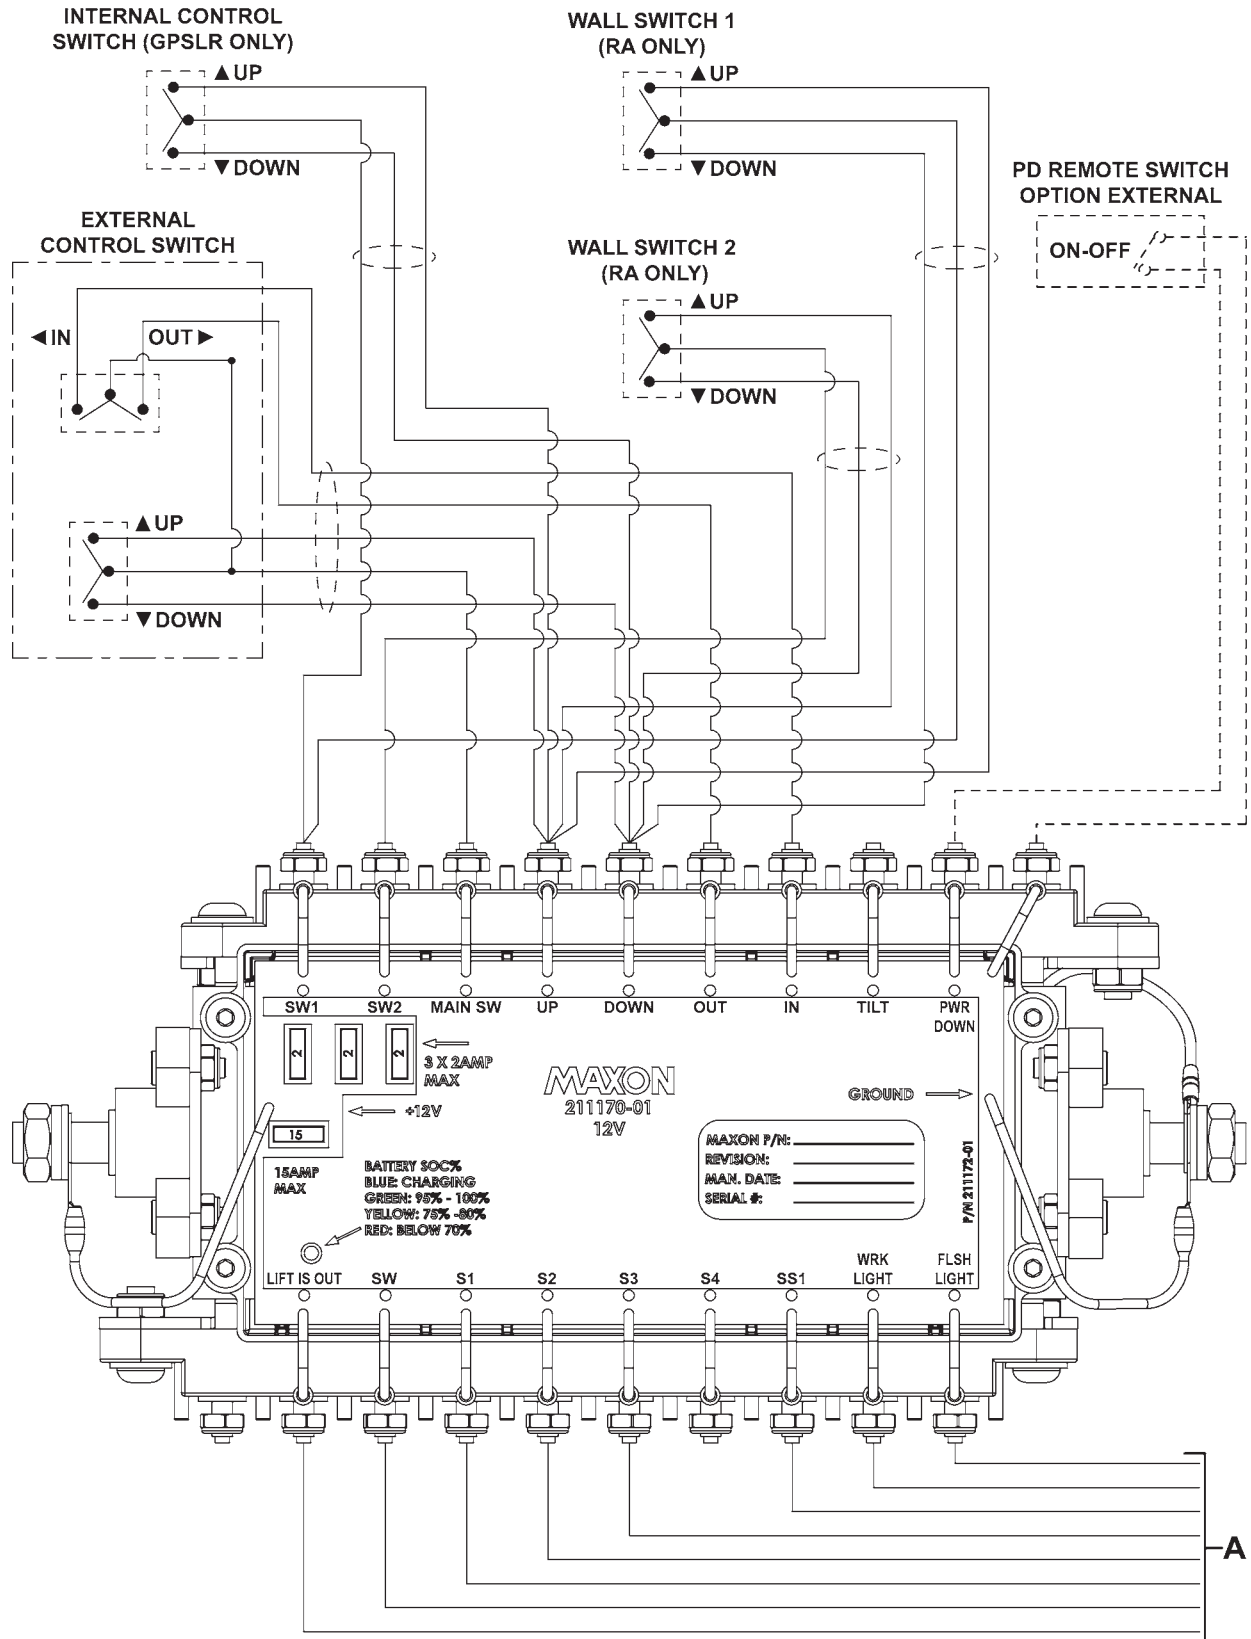 INTERNAL CONTROL
SWITCH (GPSLR ONLY)
▲UP
▼DOWN
WALL SWITCH 1
(RA ONLY)
▲UP
▼DOWN
PD REMOTE SWITCH
OPTION EXTERNAL
ON-OFF
EXTERNAL
CONTROL SWITCH
◄IN
OUT►
▲UP
▼DOWN
WALL SWITCH 2
(RA ONLY)
▲UP
▼DOWN
SW1
SW2
MAIN SW
UP
DOWN
OUT
IN
TILT
PWR
DOWN
2
2
2
3 X 2AMP
MAX
+12V
15
15AMP
MAX
MAXON
211170-01
12V
GROUND
MAXON P/N:
REVISION:
MAN. DATE:
SERIAL #:
P/N 211172-01
BATTERY SOC%
BLUE: CHARGING
GREEN: 95% - 100%
YELLOW: 75% -80%
RED: BELOW 70%
LIFT IS OUT
SW
S1
S2
S3
S4
SS1
WRK
LIGHT
FLSH
LIGHT
A